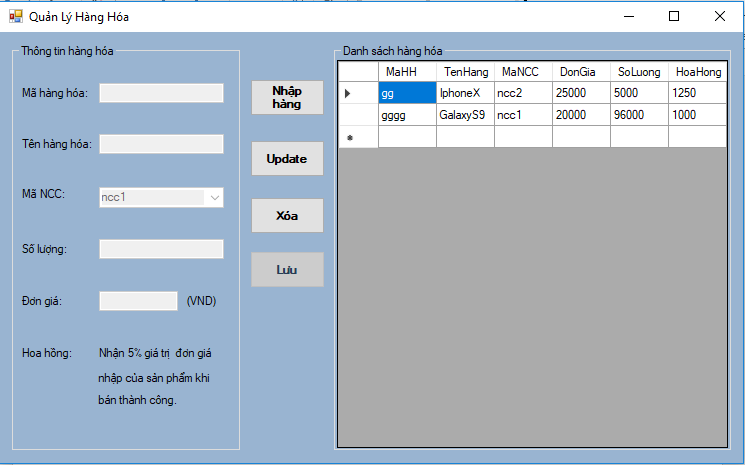 Quản Lý Hàng Hóa
Thông tin hàng hóa
Mã hàng hóa:
Tên hàng hóa:
Mã NCC:
ncc1
Số lượng:
Đơn giá:
(VND)
Hoa hồng:
Nhận 5% giá trị đơn giá
nhập của sản phẩm khi
bán thành công.
Nhập
hàng
Update
Xóa
Lưu
Danh sách hàng hóa
MaHH TenHang MaNCC DonGia SoLuong HoaHong
gg IphoneX ncc2 25000 5000 1250
gggg GalaxyS9 ncc1 20000 96000 1000